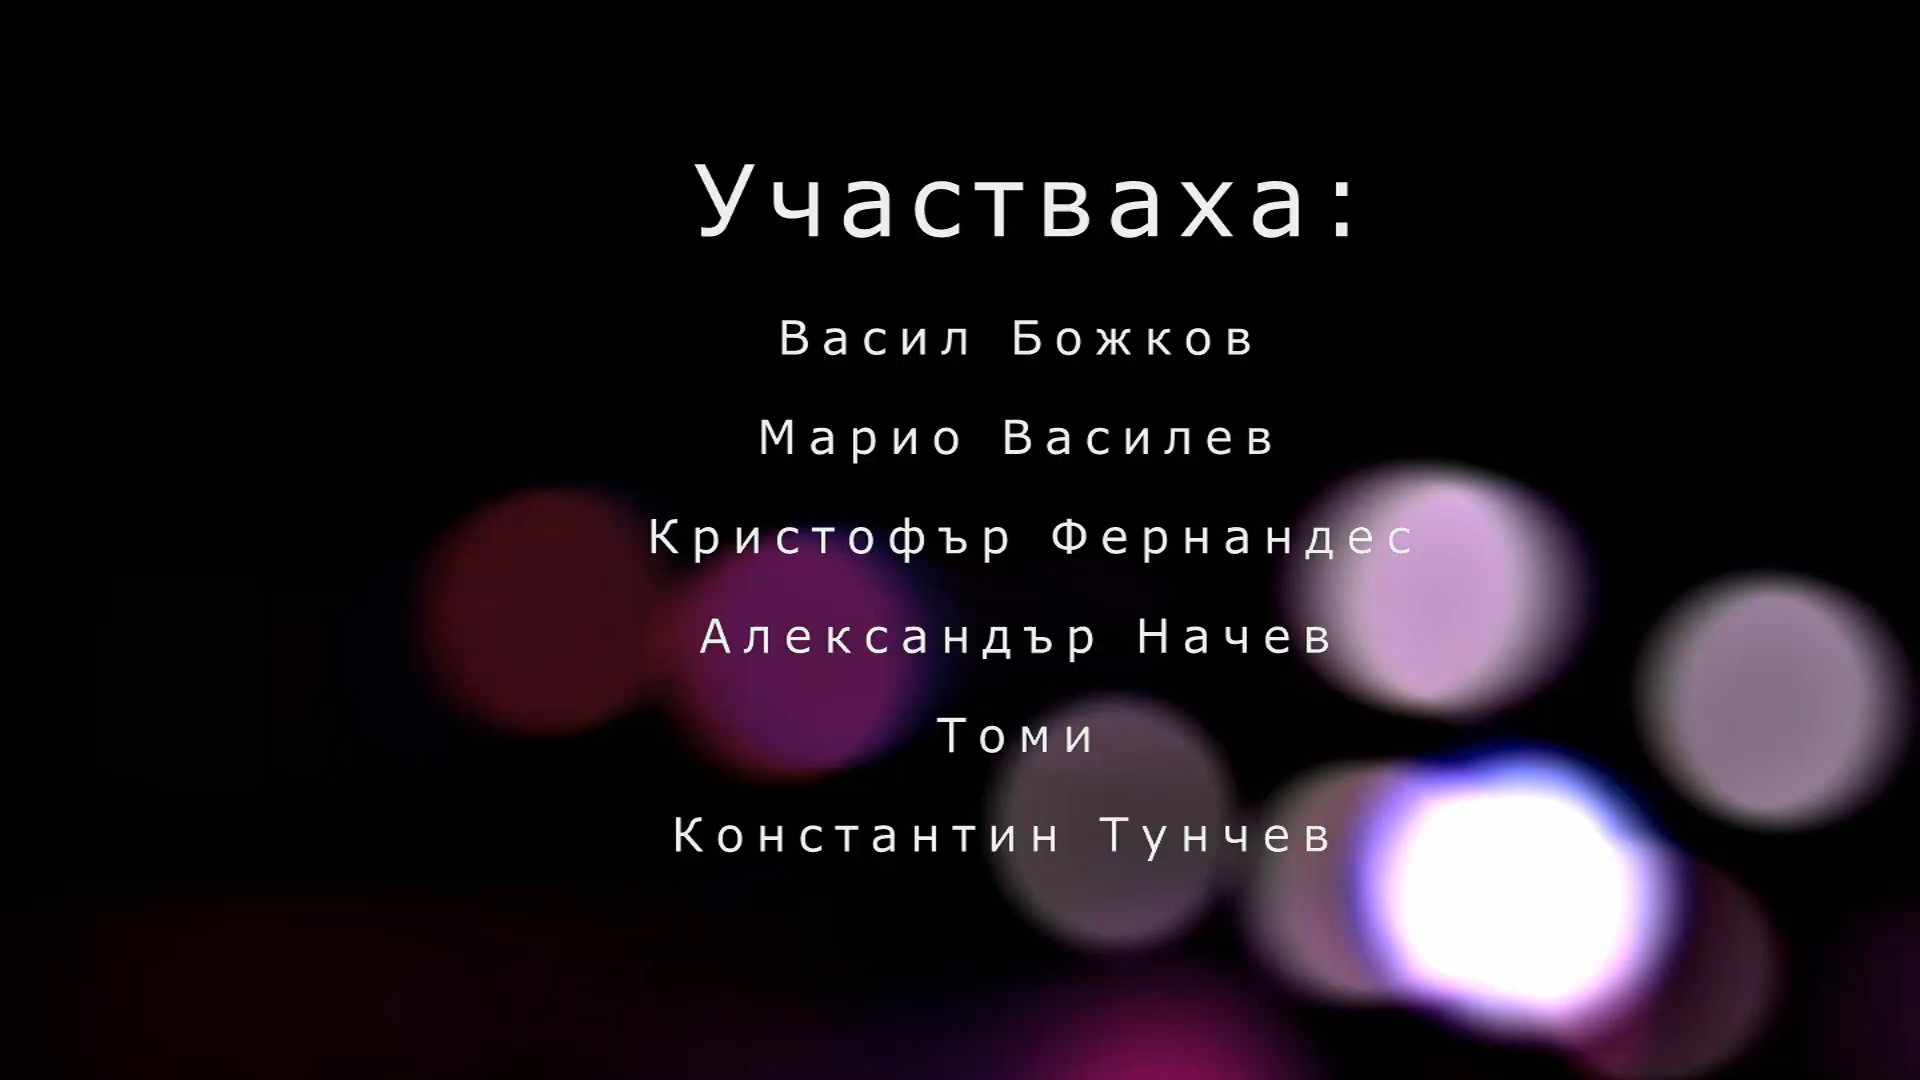 Участваха:
Васил Божков
Марио Василев
Кристофър Фернандес
Александър Начев
Томи
Константин Тунчев